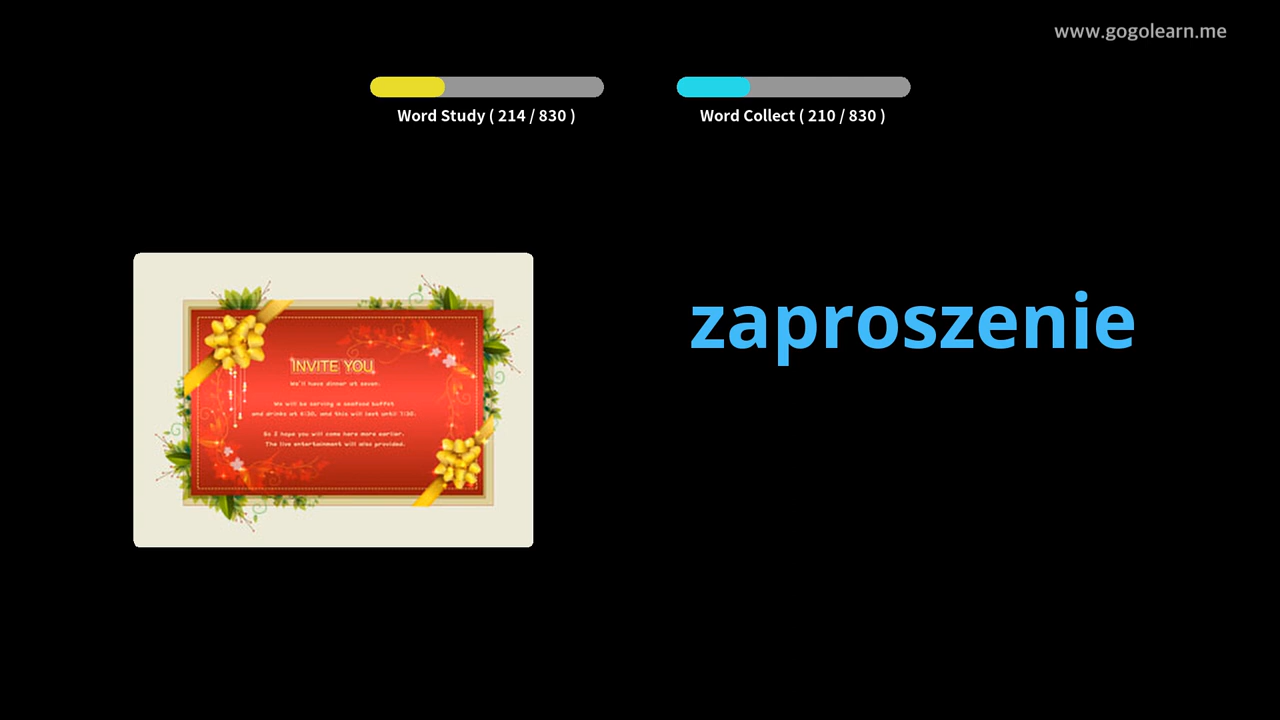 www.gogolearn.me
Word Study ( 214 / 830 )
Word Collect ( 210 / 830 )
zaproszenie
INVITE YOU
We'll have dinner at seven.
We will be serving a seafood buffet
and drinks at 6:30, and this will last until 7:30.
So I hope you will come here more earlier.
The live entertainment will also provided.